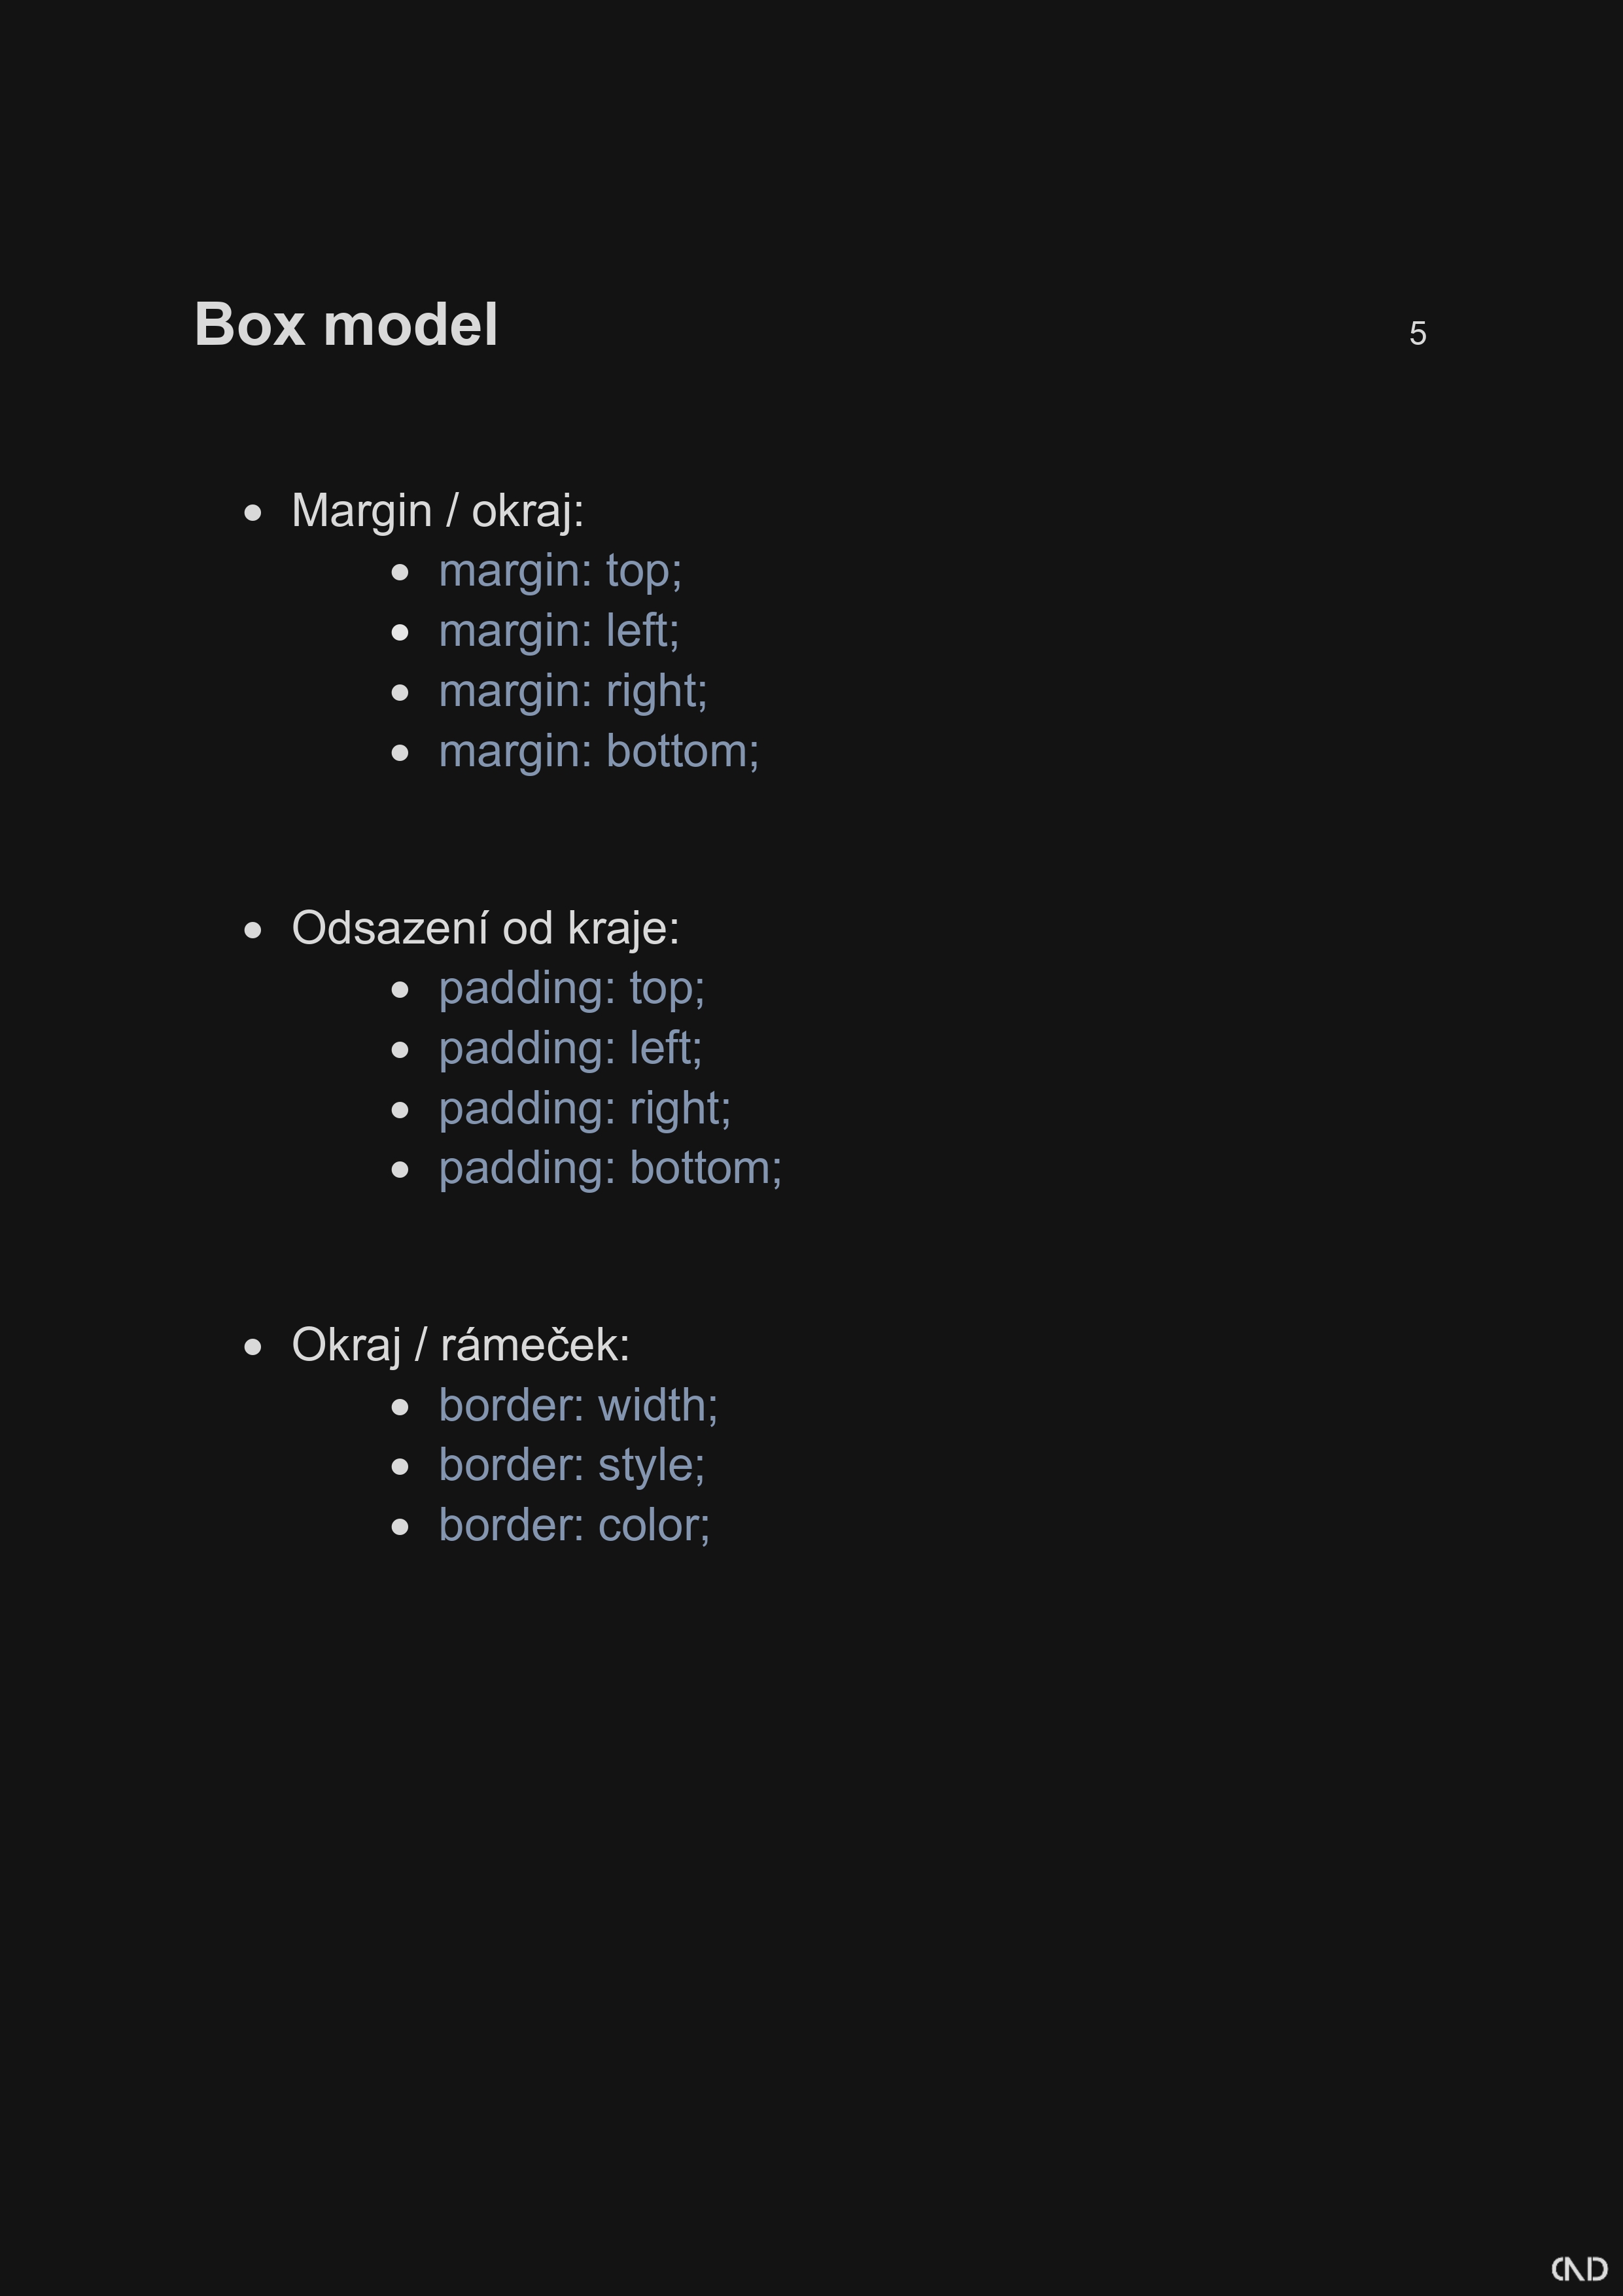 Box model
5
Margin / okraj:
margin: top;
margin: left;
margin: right;
margin: bottom;
Odsazení od kraje:
padding: top;
padding: left;
padding: right;
padding: bottom;
Okraj / rámeček:
border: width;
border: style;
border: color;
CND